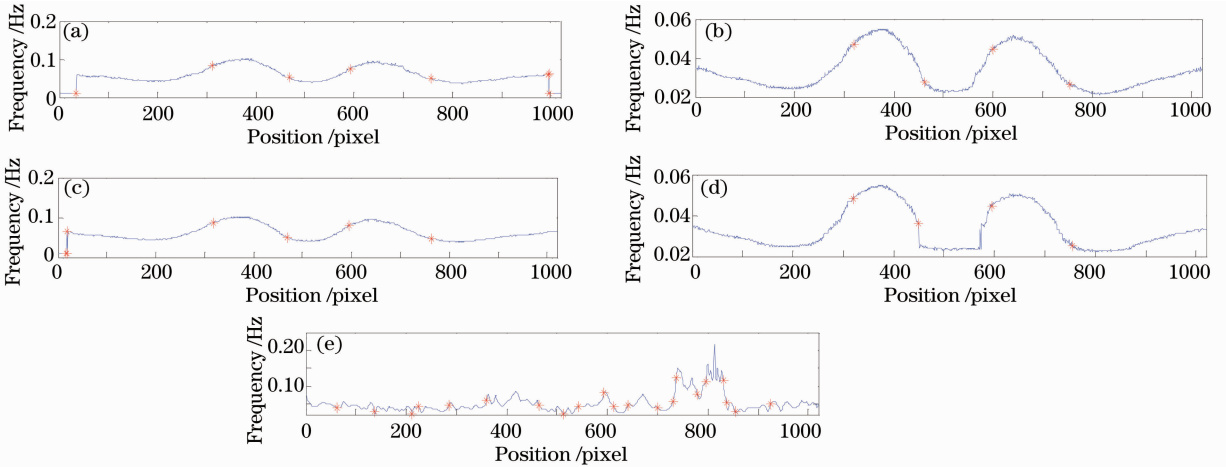 (a)
Frequency /Hz
0.2
0.1
0
0 200 400 600 800 1000
Position /pixel
(b)
Frequency /Hz
0.06
0.04
0.02
0 200 400 600 800 1000
Position /pixel
(c)
Frequency /Hz
0.2
0.1
0
0 200 400 600 800 1000
Position /pixel
(d)
Frequency /Hz
0.06
0.04
0.02
0 200 400 600 800 1000
Position /pixel
(e)
Frequency /Hz
0.20
0.10
0 200 400 600 800 1000
Position /pixel